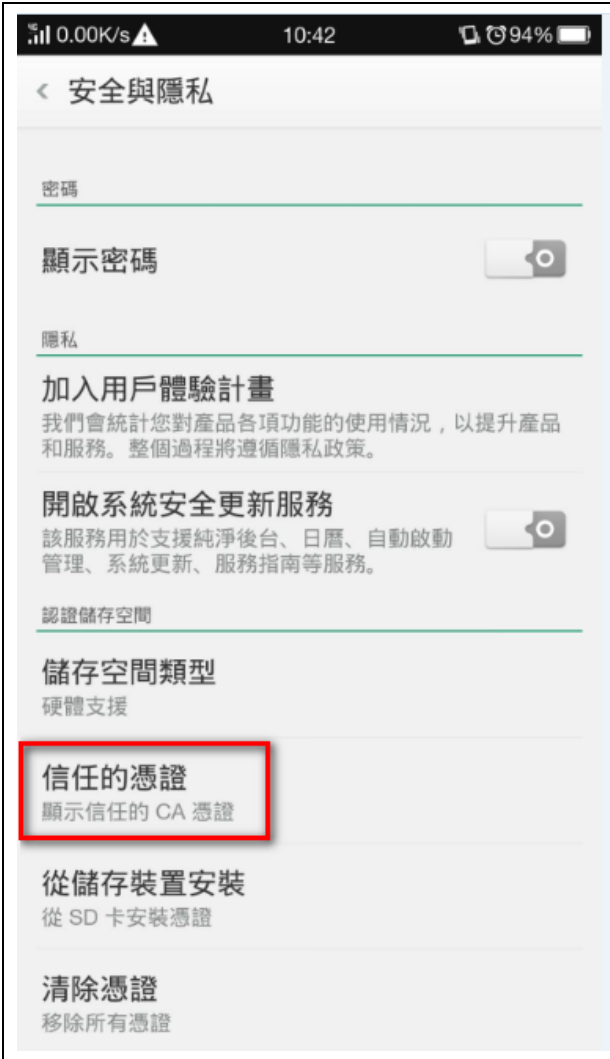 4G 0.00K/s 10:42 94%
安全與隱私
密碼
顯示密碼
隱私
加入用戶體驗計畫
我們會統計您對產品各項功能的使用情況，以提升產品
和服務。整個過程將遵循隱私政策。
開啟系統安全更新服務
該服務用於支援純淨後台、日曆、自動啟動
管理、系統更新、服務指南等服務。
認證儲存空間
儲存空間類型
硬體支援
信任的憑證
顯示信任的 CA 憑證
從儲存裝置安裝
從 SD 卡安裝憑證
清除憑證
移除所有憑證